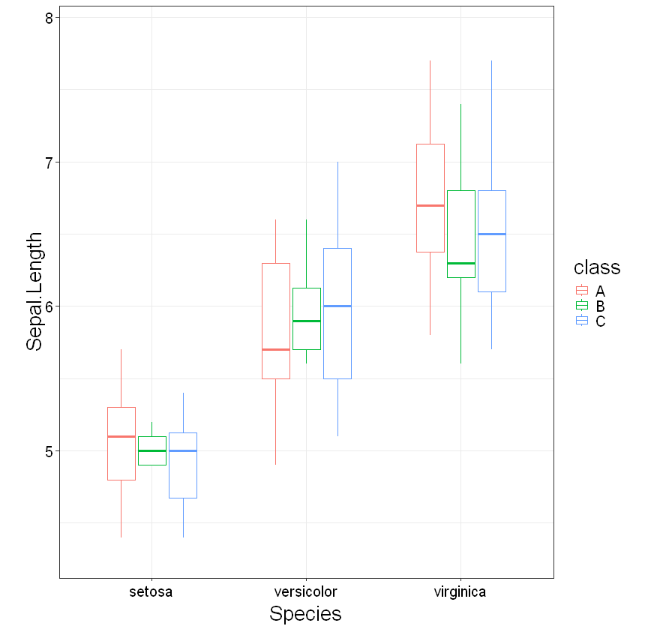 8
7
6
5
Sepal.Length
setosa
versicolor
virginica
Species
class
A
B
C